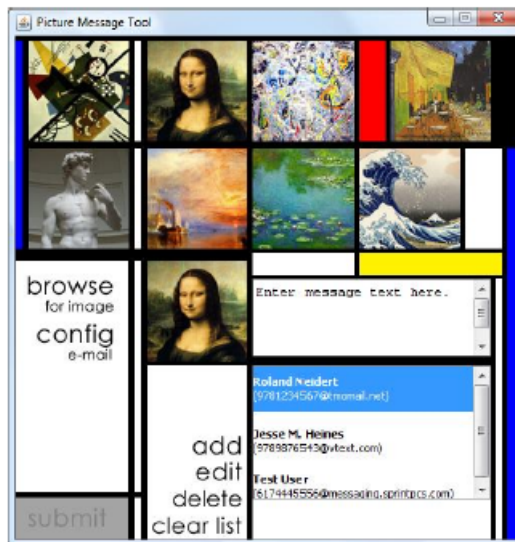 Picture Message Tool
browse
for image
config
e-mail
Enter message text here.
Roland Neidert
(9781234567@tmomail.net)
Jesse M. Heines
(9789876543@vtext.com)
Test User
(6174445556@messaging.sprintpcs.com)
add
edit
delete
clear list
submit